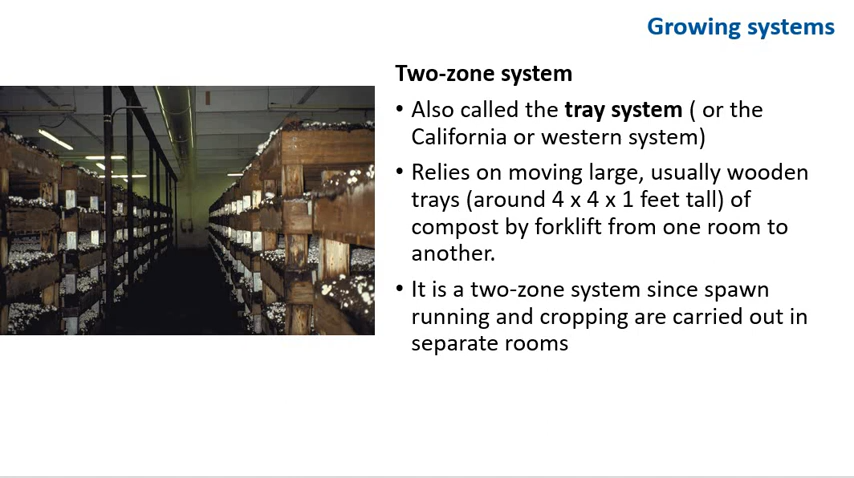 Growing systems
Two-zone system
• Also called the tray system ( or the
California or western system)
• Relies on moving large, usually wooden
trays (around 4 x 4 x 1 feet tall) of
compost by forklift from one room to
another.
• It is a two-zone system since spawn
running and cropping are carried out in
separate rooms